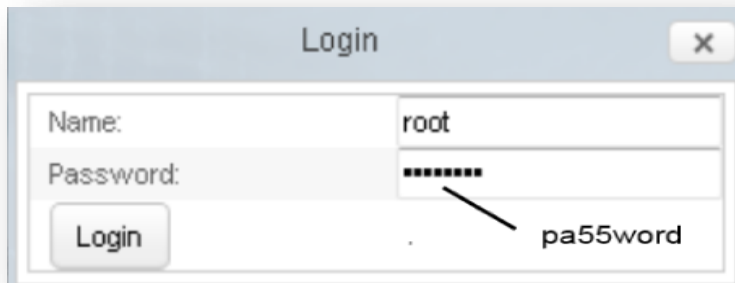 Login
Name: root
Password: ••••••••
Login
pa55word